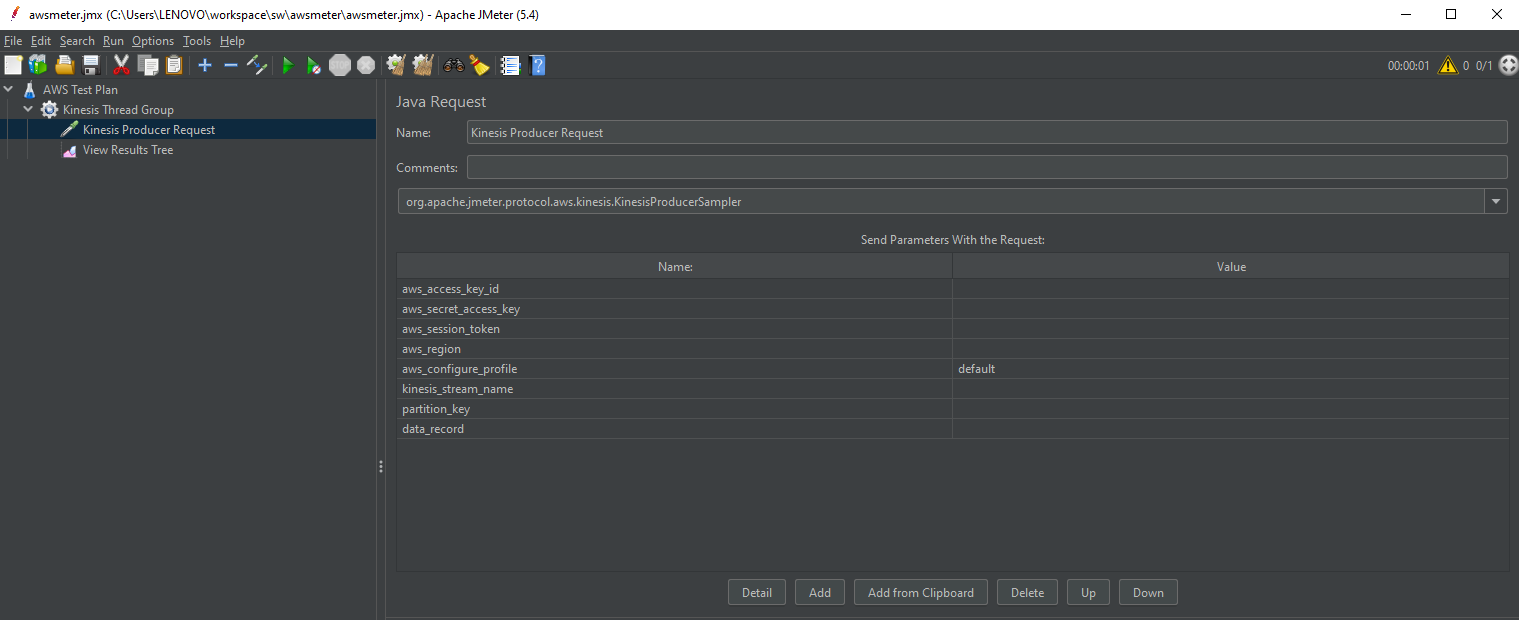 awsmeter.jmx (C:\Users\LENOVO\workspace\sw\awsmeter\awsmeter.jmx) - Apache JMeter (5.4)
File Edit Search Run Options Tools Help
00:00:01 0 0/1
AWS Test Plan
Kinesis Thread Group
Kinesis Producer Request
View Results Tree
Java Request
Name: Kinesis Producer Request
Comments:
org.apache.jmeter.protocol.aws.kinesis.KinesisProducerSampler
Send Parameters With the Request:
Name: Value
aws_access_key_id
aws_secret_access_key
aws_session_token
aws_region
aws_configure_profile default
kinesis_stream_name
partition_key
data_record
Detail Add Add from Clipboard Delete Up Down